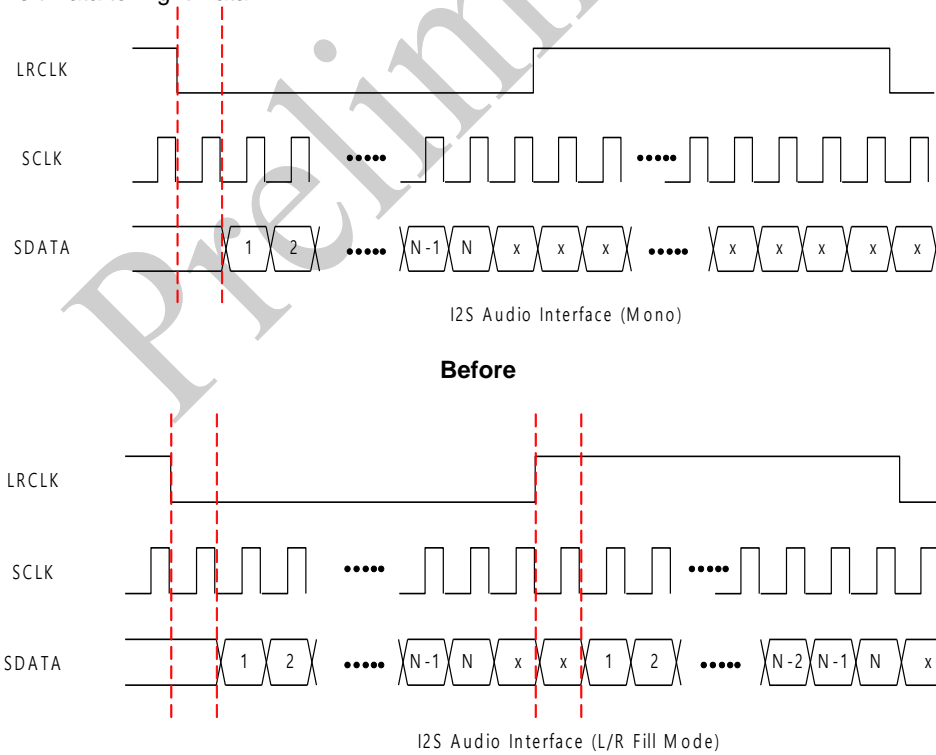 LRCLK
SCLK
SDATA 1 2 N-1 N x x x x x x x x
I2S Audio Interface (Mono)
Before
LRCLK
SCLK
SDATA 1 2 N-1 N x x 1 2 N-2 N-1 N x
I2S Audio Interface (L/R Fill Mode)